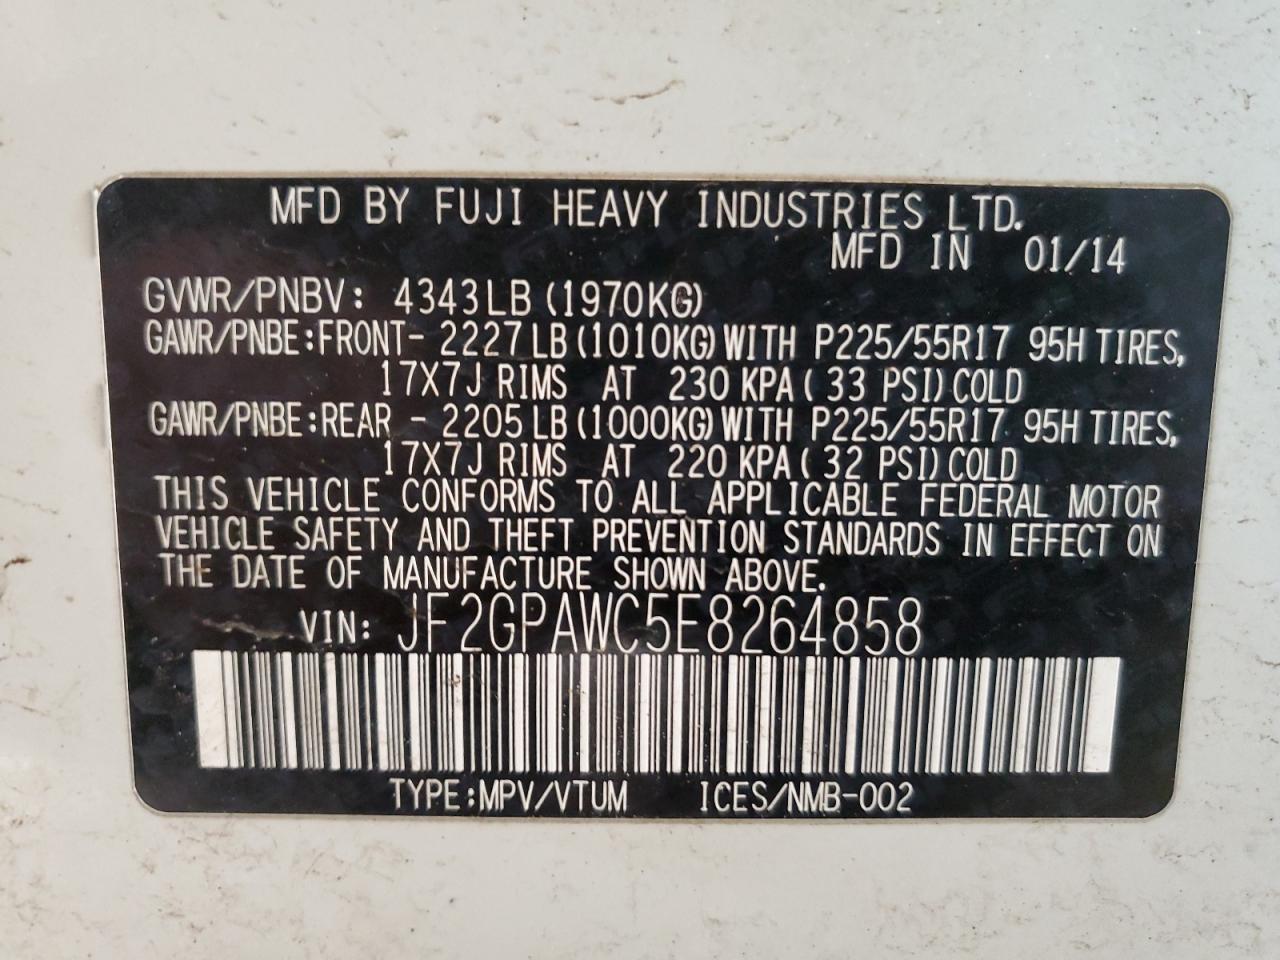 MFD BY FUJI HEAVY INDUSTRIES LTD.
MFD IN 01/14
GVWR/PNBV: 4343LB(1970KG)
GAWR/PNBE:FRONT- 2227LB(1010KG)WITH P225/55R17 95H TIRES,
17X7J RIMS AT 230 KPA( 33 PSI)COLD
GAWR/PNBE:REAR - 2205LB(1000KG)WITH P225/55R17 95H TIRES,
17X7J RIMS AT 220 KPA( 32 PSI)COLD
THIS VEHICLE CONFORMS TO ALL APPLICABLE FEDERAL MOTOR
VEHICLE SAFETY AND THEFT PREVENTION STANDARDS IN EFFECT ON
THE DATE OF MANUFACTURE SHOWN ABOVE.
VIN: JF2GPAWC5E8264858
TYPE:MPV/VTUM ICES/NMB-002